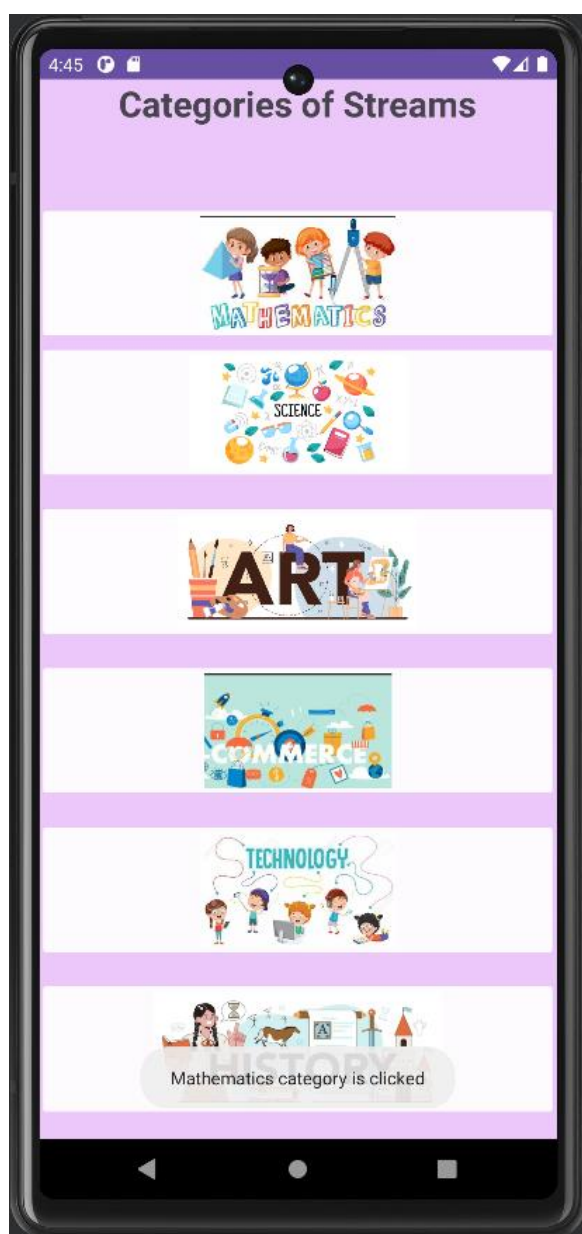 4:45
Categories of Streams
MATHEMATICS
SCIENCE
ART
COMMERCE
TECHNOLOGY
A
HISTORY
Mathematics category is clicked